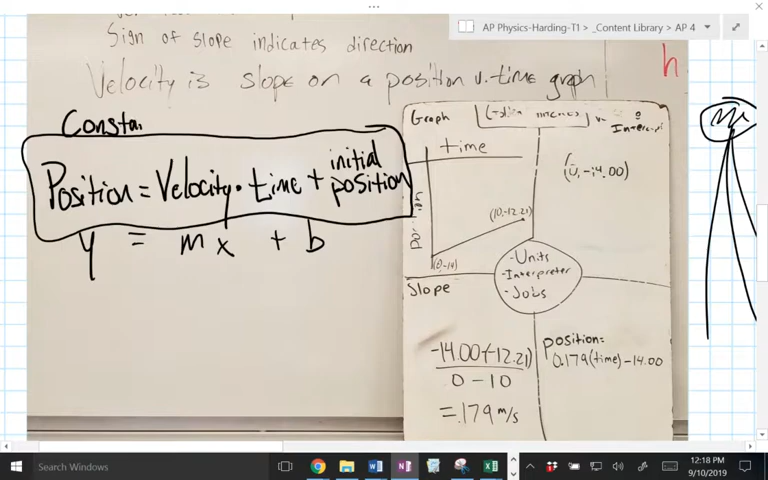 AP Physics-Harding-T1 > _Content Library > AP 4
Sign of slope indicates direction
h
Velocity is slope on a position v. time graph
Consta
Position = Velocity · time + initial position
y = mx + b
Graph
time
(10, -12.21)
(0, -14)
(0, -14.00)
- Units
- Interpreter
- Jobs
Slope
-14.00 - (-12.21)
0 - 10
= .179 m/s
position =
0.179(time) - 14.00
Search Windows
12:18 PM
9/10/2019